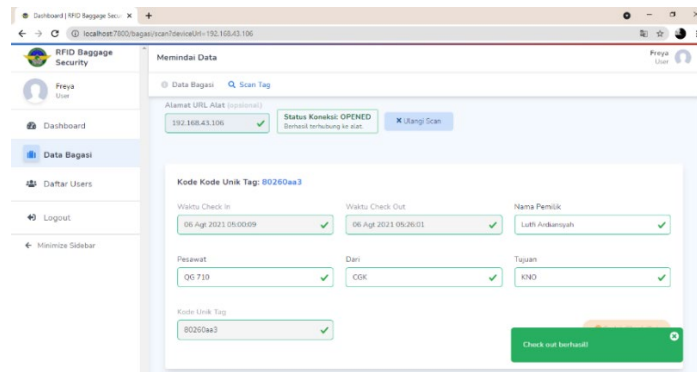 Dashboard | RFID Baggage Secur
localhost:7000/bagasi/scan?deviceUrl=192.168.43.106
RFID Baggage
Security
Memindai Data
Freya
User
Freya
User
Data Bagasi
Scan Tag
Alamat URL Alat (opsional)
192.168.43.106
Status Koneksi: OPENED
Berhasil terhubung ke alat.
Ulangi Scan
Dashboard
Data Bagasi
Daftar Users
Logout
Minimize Sidebar
Kode Kode Unik Tag: 80260aa3
Waktu Check In
Waktu Check Out
Nama Pemilik
06 Agt 2021 05:00:09
06 Agt 2021 05:26:01
Lutfi Ardiansyah
Pesawat
Dari
Tujuan
QG 710
CGK
KNO
Kode Unik Tag
80260aa3
Check out berhasil!